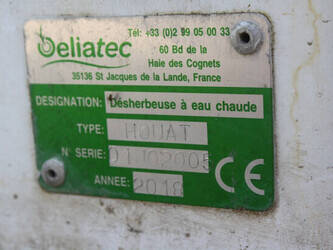 Oeliatec
Tél: +33 (0)2 99 05 00 33
60 Bd de la
Haie des Cognets
35136 St Jacques de la Lande, France
DESIGNATION: Désherbeuse à eau chaude
TYPE: HOUAT
N° SERIE:
ANNEE: 2018
CE